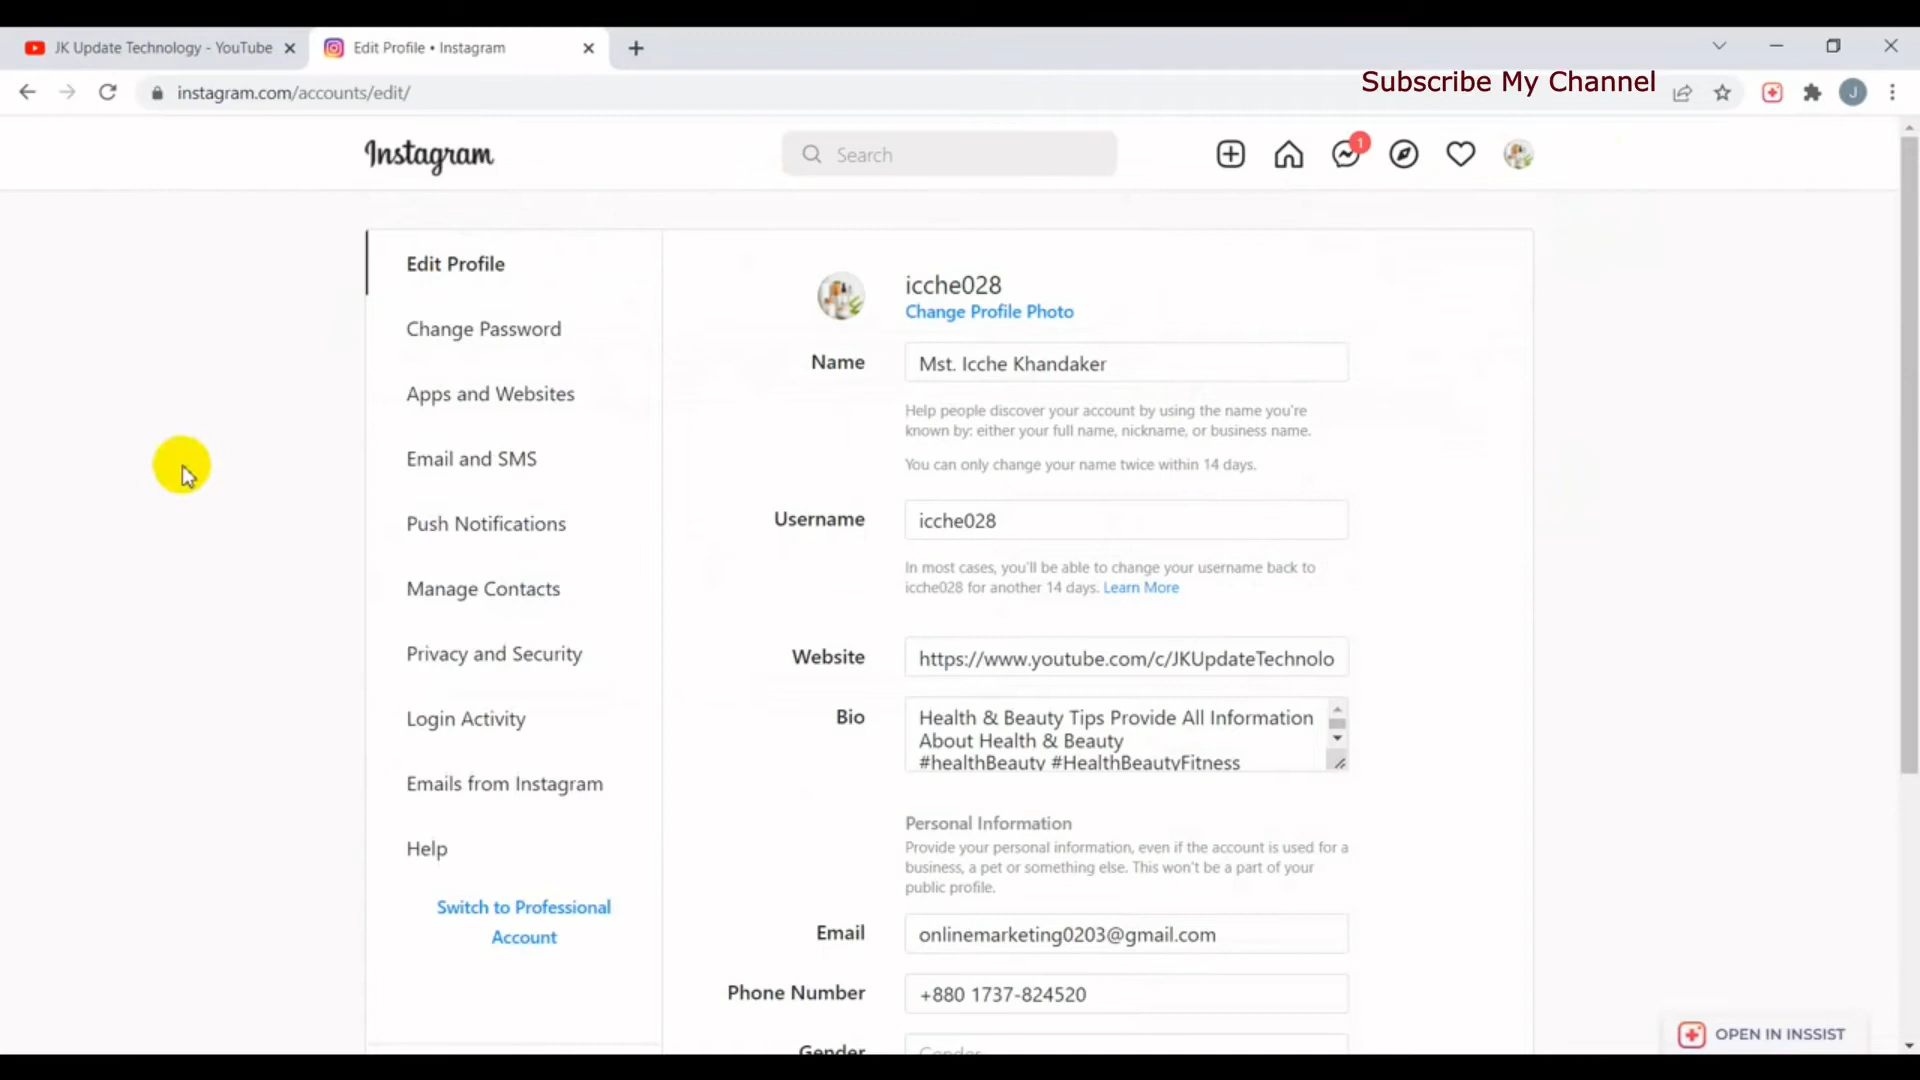 JK Update Technology - YouTube
Edit Profile • Instagram
instagram.com/accounts/edit/
Subscribe My Channel
J
Instagram
Search
1
Edit Profile
Change Password
Apps and Websites
Email and SMS
Push Notifications
Manage Contacts
Privacy and Security
Login Activity
Emails from Instagram
Help
Switch to Professional
Account
icche028
Change Profile Photo
Name
Mst. Icche Khandaker
Help people discover your account by using the name you're
known by: either your full name, nickname, or business name.
You can only change your name twice within 14 days.
Username
icche028
In most cases, you'll be able to change your username back to
icche028 for another 14 days. Learn More
Website
https://www.youtube.com/c/JKUpdateTechnolo
Bio
Health & Beauty Tips Provide All Information
About Health & Beauty
#healthBeauty #HealthBeautyFitness
Personal Information
Provide your personal information, even if the account is used for a
business, a pet or something else. This won't be a part of your
public profile.
Email
onlinemarketing0203@gmail.com
Phone Number
+880 1737-824520
Gender
Gender
OPEN IN INSSIST